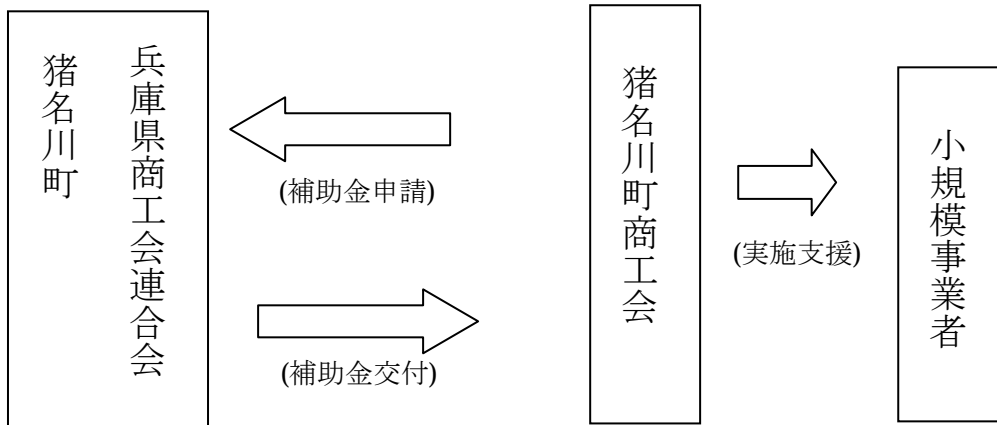 兵庫県商工会連合会
猪名川町
(補助金申請)
(補助金交付)
猪名川町商工会
(実施支援)
小規模事業者